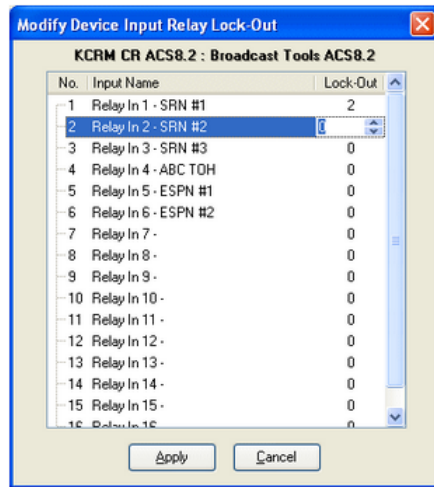 Modify Device Input Relay Lock-Out
KCRM CR ACS8.2 : Broadcast Tools ACS8.2
No. Input Name Lock-Out
1 Relay In 1 - SRN #1 2
2 Relay In 2 - SRN #2 0
3 Relay In 3 - SRN #3 0
4 Relay In 4 - ABC TOH 0
5 Relay In 5 - ESPN #1 0
6 Relay In 6 - ESPN #2 0
7 Relay In 7 - 0
8 Relay In 8 - 0
9 Relay In 9 - 0
10 Relay In 10 - 0
11 Relay In 11 - 0
12 Relay In 12 - 0
13 Relay In 13 - 0
14 Relay In 14 - 0
15 Relay In 15 - 0
16 Relay In 16 0
Apply Cancel